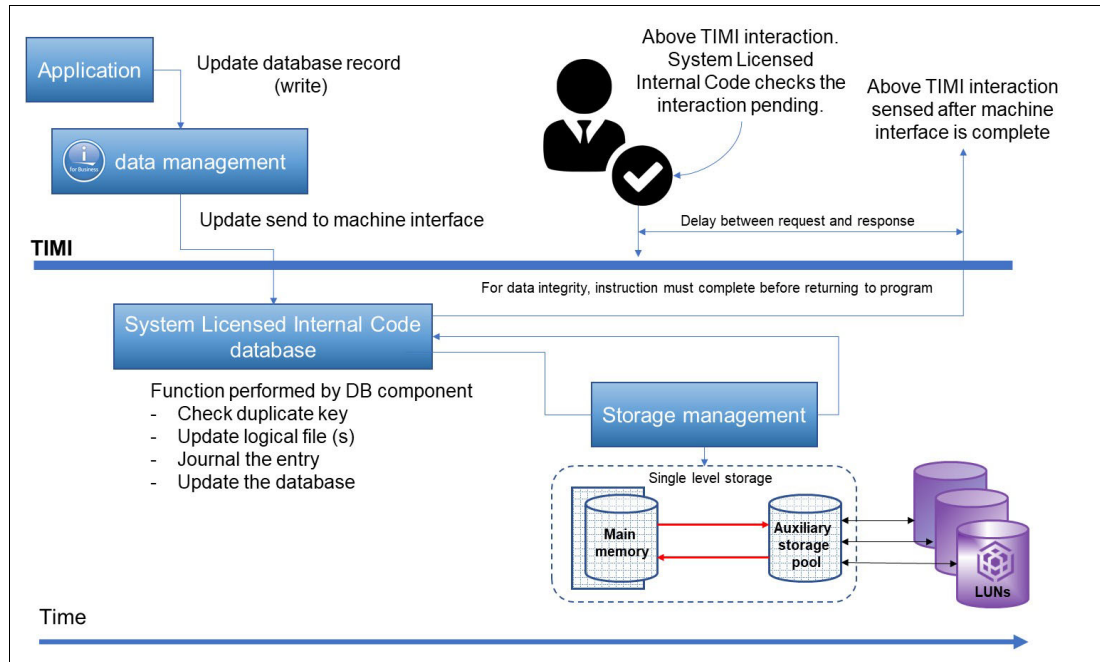 Application
Update database record
(write)
i
for Business
data management
Update send to machine interface
Above TIMI interaction.
System Licensed
Internal Code checks the
interaction pending.
Above TIMI interaction
sensed after machine
interface is complete
Delay between request and response
TIMI
For data integrity, instruction must complete before returning to program
System Licensed Internal Code
database
Function performed by DB component
- Check duplicate key
- Update logical file (s)
- Journal the entry
- Update the database
Storage management
Single level storage
Main
memory
Auxiliary
storage
pool
LUNs
Time